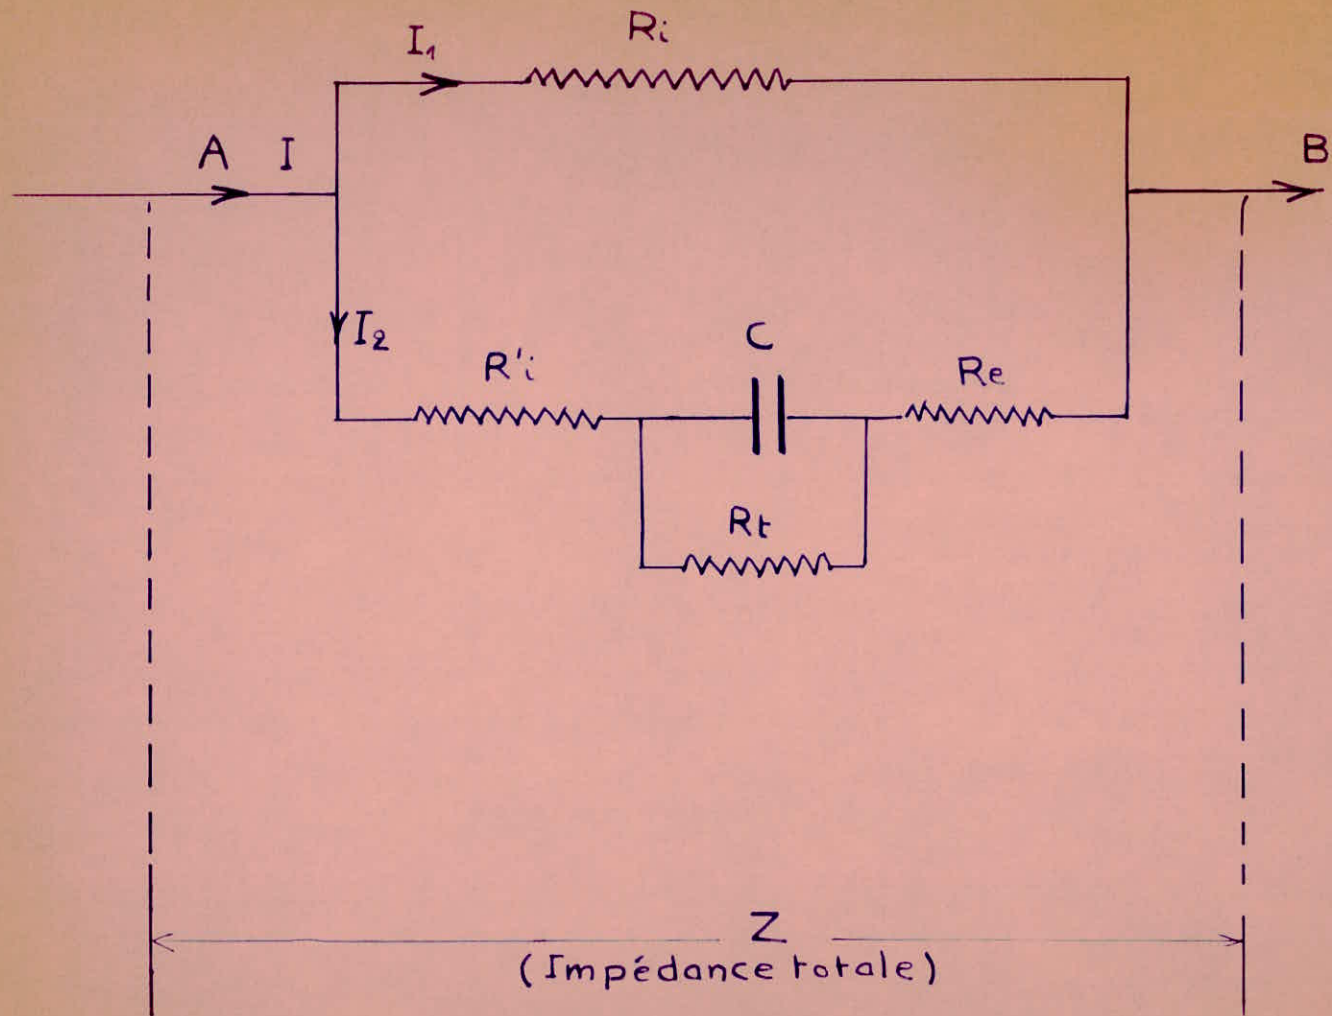 Ri
I₁
A I
B
I₂
R'i
C
Re
Rt
Z
(Impédance totale)